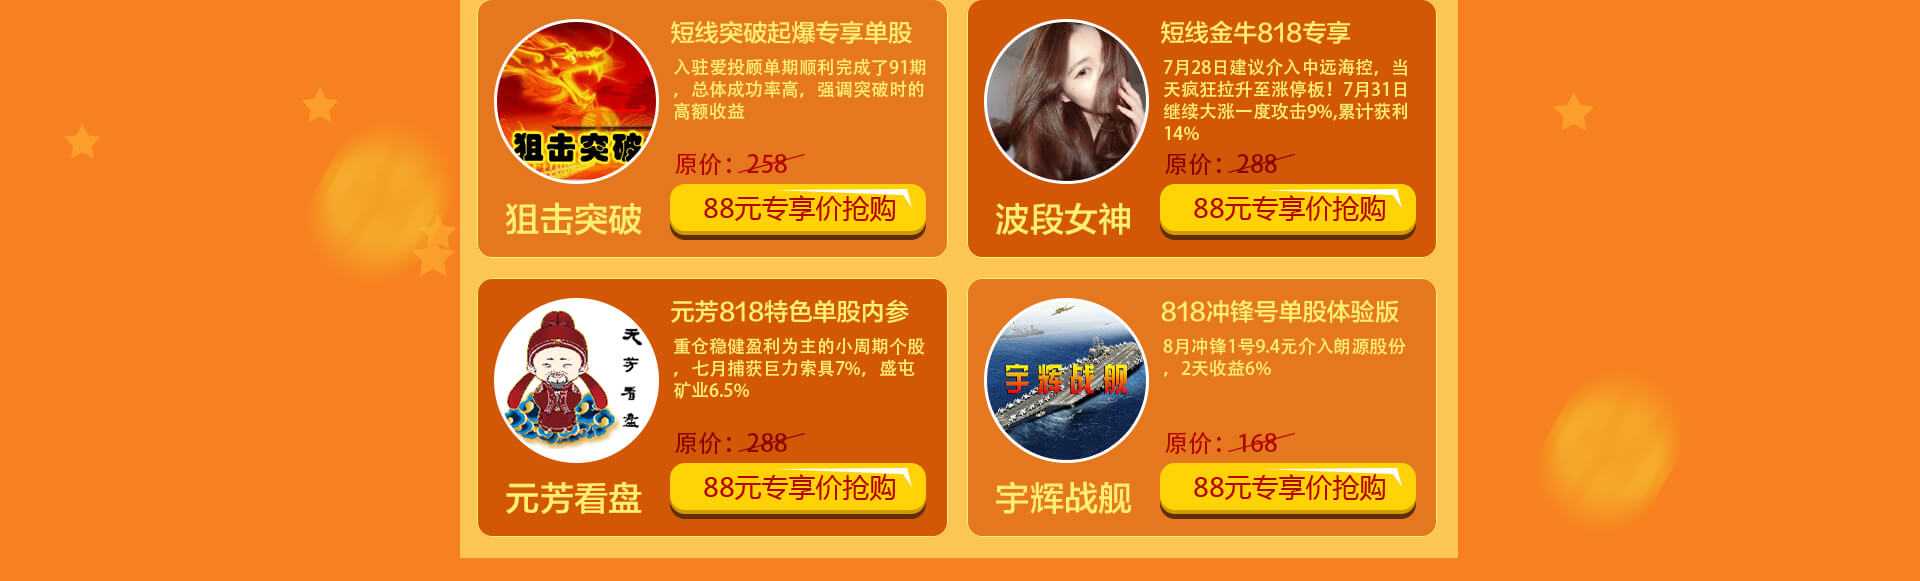 短线突破起爆专享单股
入驻爱投顾单期顺利完成了91期
，总体成功率高，强调突破时的
高额收益
狙击突破
原价：258
88元专享价抢购
狙击突破
短线金牛818专享
7月28日建议介入中远海控，当
天疯狂拉升至涨停板！7月31日
继续大涨一度攻击9%,累计获利
14%
原价：288
88元专享价抢购
波段女神
元芳818特色单股内参
重仓稳健盈利为主的小周期个股
，七月捕获巨力索具7%，盛屯
矿业6.5%
天芳看盘
原价：288
88元专享价抢购
元芳看盘
818冲锋号单股体验版
8月冲锋1号9.4元介入朗源股份
，2天收益6%
宇辉战舰
原价：168
88元专享价抢购
宇辉战舰